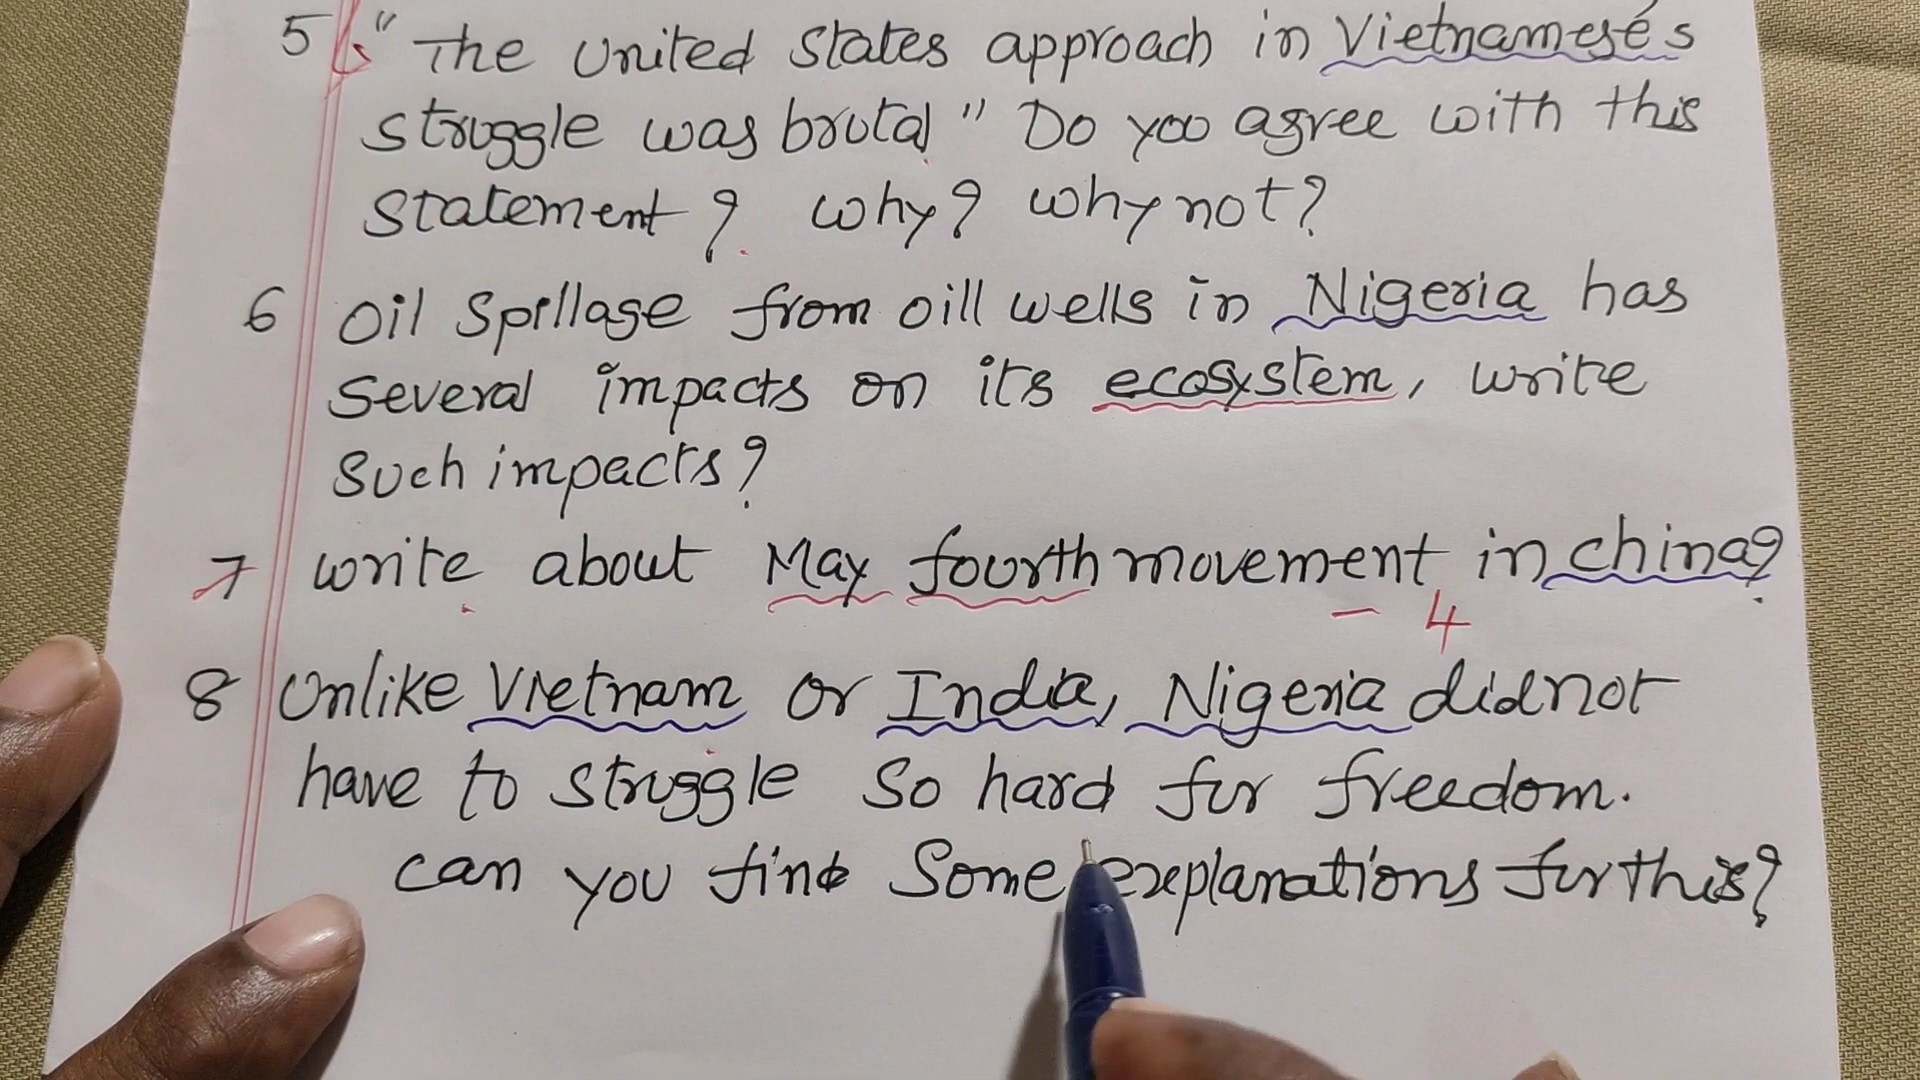 5 "The United States approach in Vietnamesés
struggle was brutal" Do you agree with this
statement? why? why not?
6 Oil Spillage from oill wells in Nigeria has
several impacts on its ecosystem, write
such impacts?
7 write about May fourth movement in china?
- 4
8 Unlike Vietnam or India, Nigeria did not
have to struggle so hard for freedom.
can you find Some explanations for this?